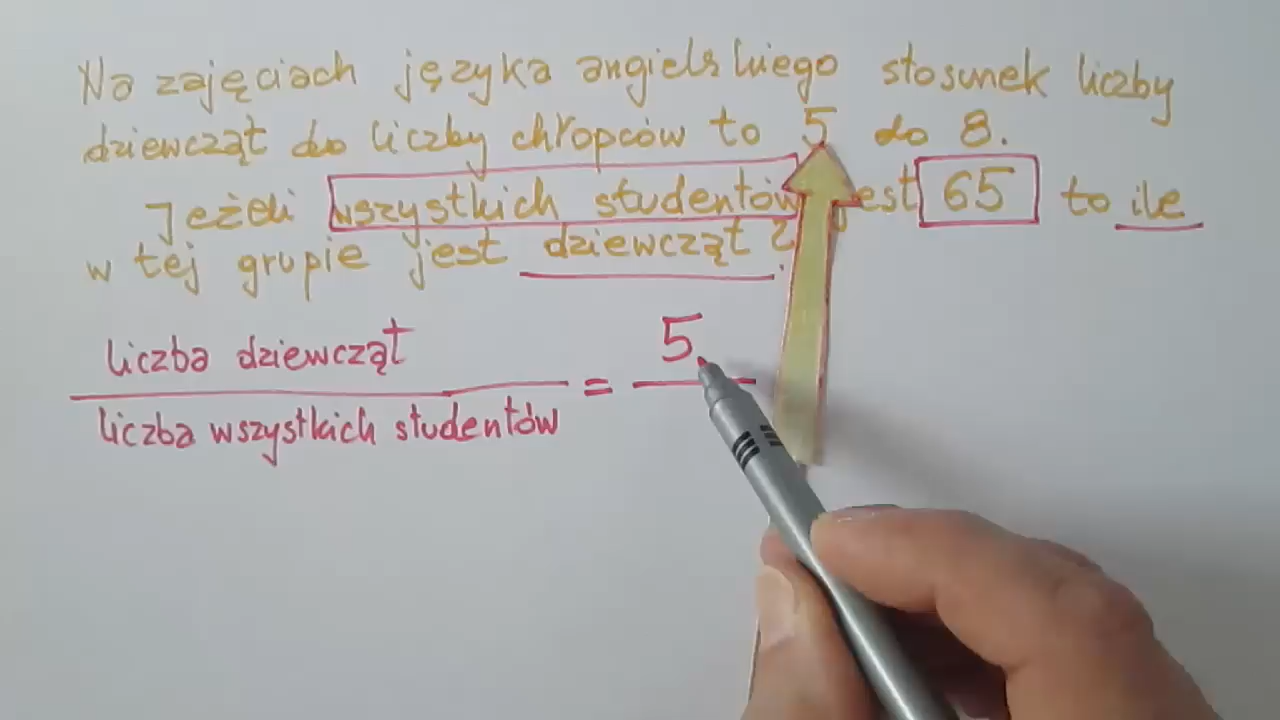 Na zajęciach języka angielskiego stosunek liczby
dziewcząt do liczby chłopców to 5 do 8.
Jeżeli wszystkich studentów jest 65 to ile
w tej grupie jest dziewcząt?
liczba dziewcząt
liczba wszystkich studentów
=
5